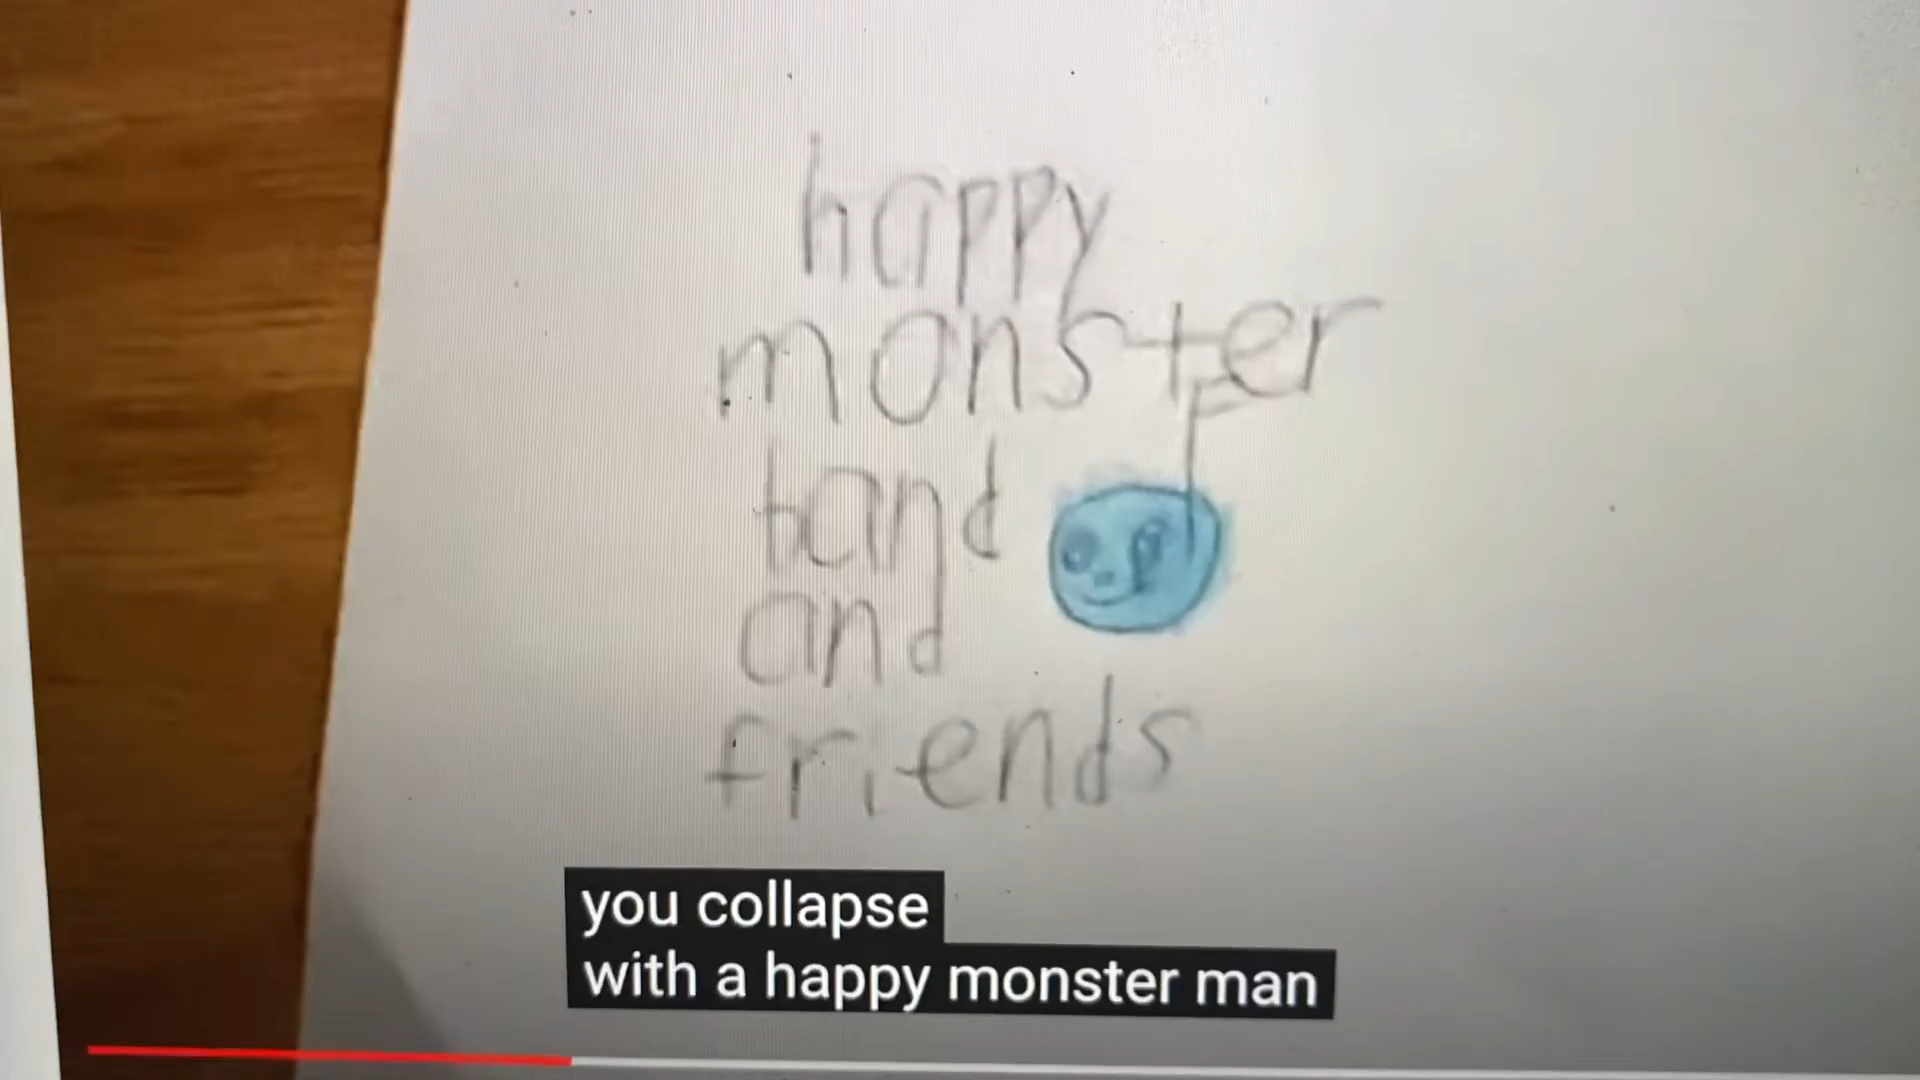 happy
monster
band
and
friends
you collapse
with a happy monster man